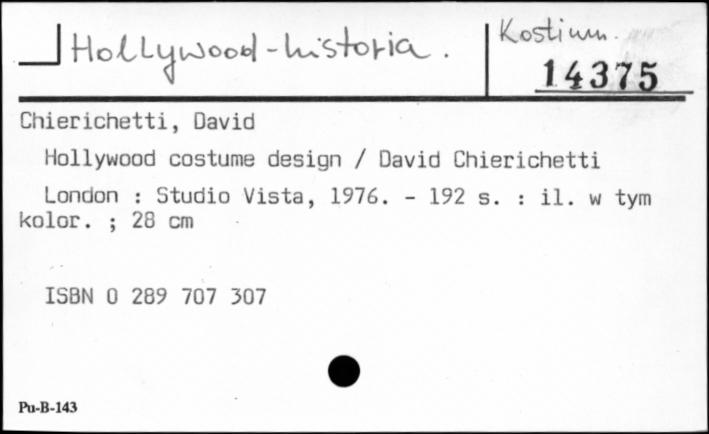 Hollywood-historia.
Kostium.
14375
Chierichetti, David
Hollywood costume design / David Chierichetti
London : Studio Vista, 1976. - 192 s. : il. w tym
kolor. ; 28 cm
ISBN 0 289 707 307
Pu-B-143